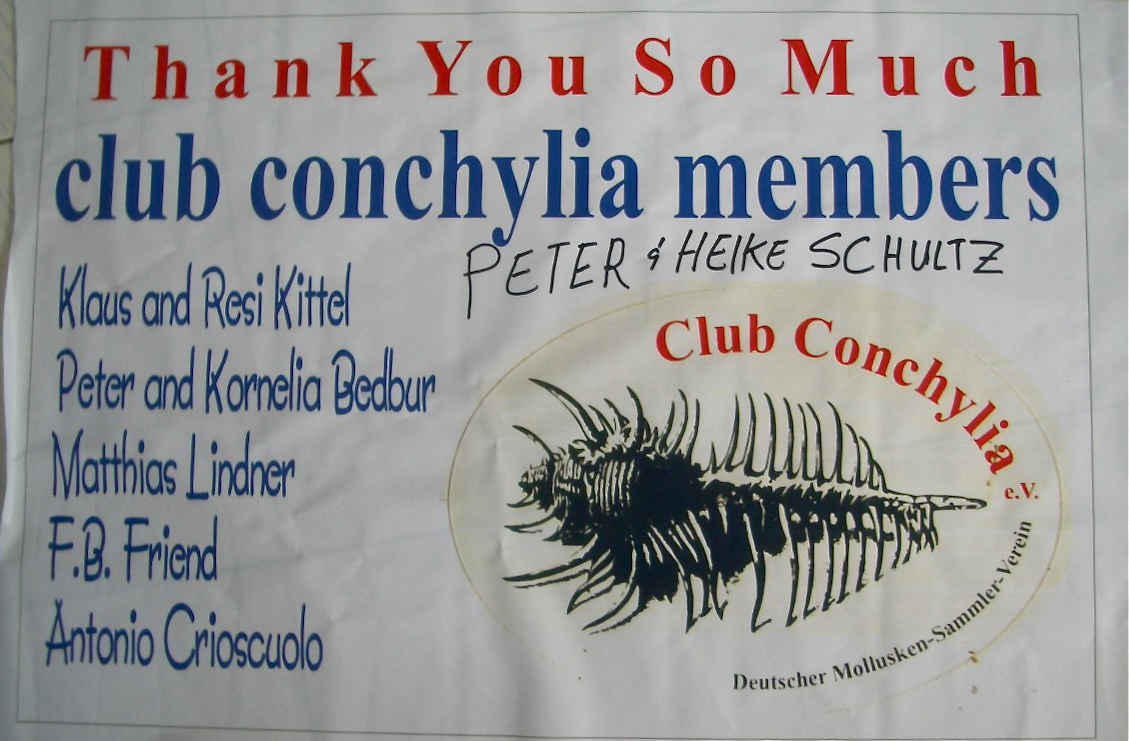 Thank You So Much
club conchylia members
PETER & HEIKE SCHULTZ
Klaus and Resi Kittel
Peter and Kornelia Bedbur
Matthias Lindner
F.B. Friend
Antonio Crioscuolo
Club Conchylia
e.V.
Deutscher Mollusken-Sammler-Verein